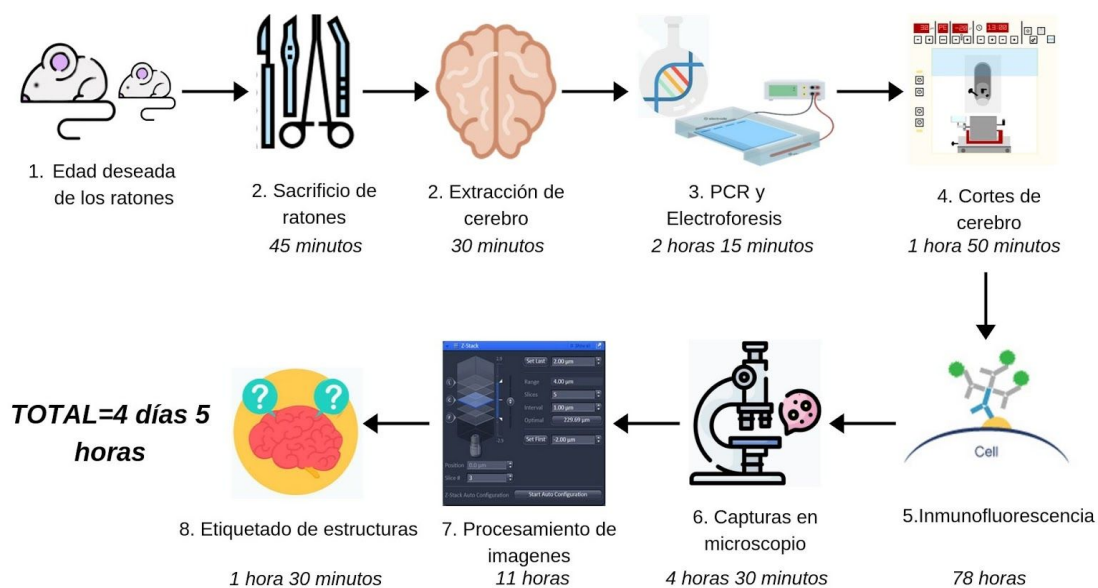 1. Edad deseada
de los ratones
2. Sacrificio de
ratones
45 minutos
2. Extracción de
cerebro
30 minutos
3. PCR y
Electroforesis
2 horas 15 minutos
13:00
4. Cortes de
cerebro
1 hora 50 minutos
Cell
5.Inmunofluorescencia
78 horas
6. Capturas en
microscopio
4 horas 30 minutos
Z-Stack
Set Last 2.00 µm
Range 4.00 µm
Slices 5
Interval 1.00 µm
Optimal 229.69 µm
Set First -2.00 µm
Position 0.0 µm
Slice # 3
Z-Stack Auto Configuration Start Auto Configuration
7. Procesamiento de
imagenes
11 horas
? ?
8. Etiquetado de estructuras
1 hora 30 minutos
TOTAL=4 días 5
horas